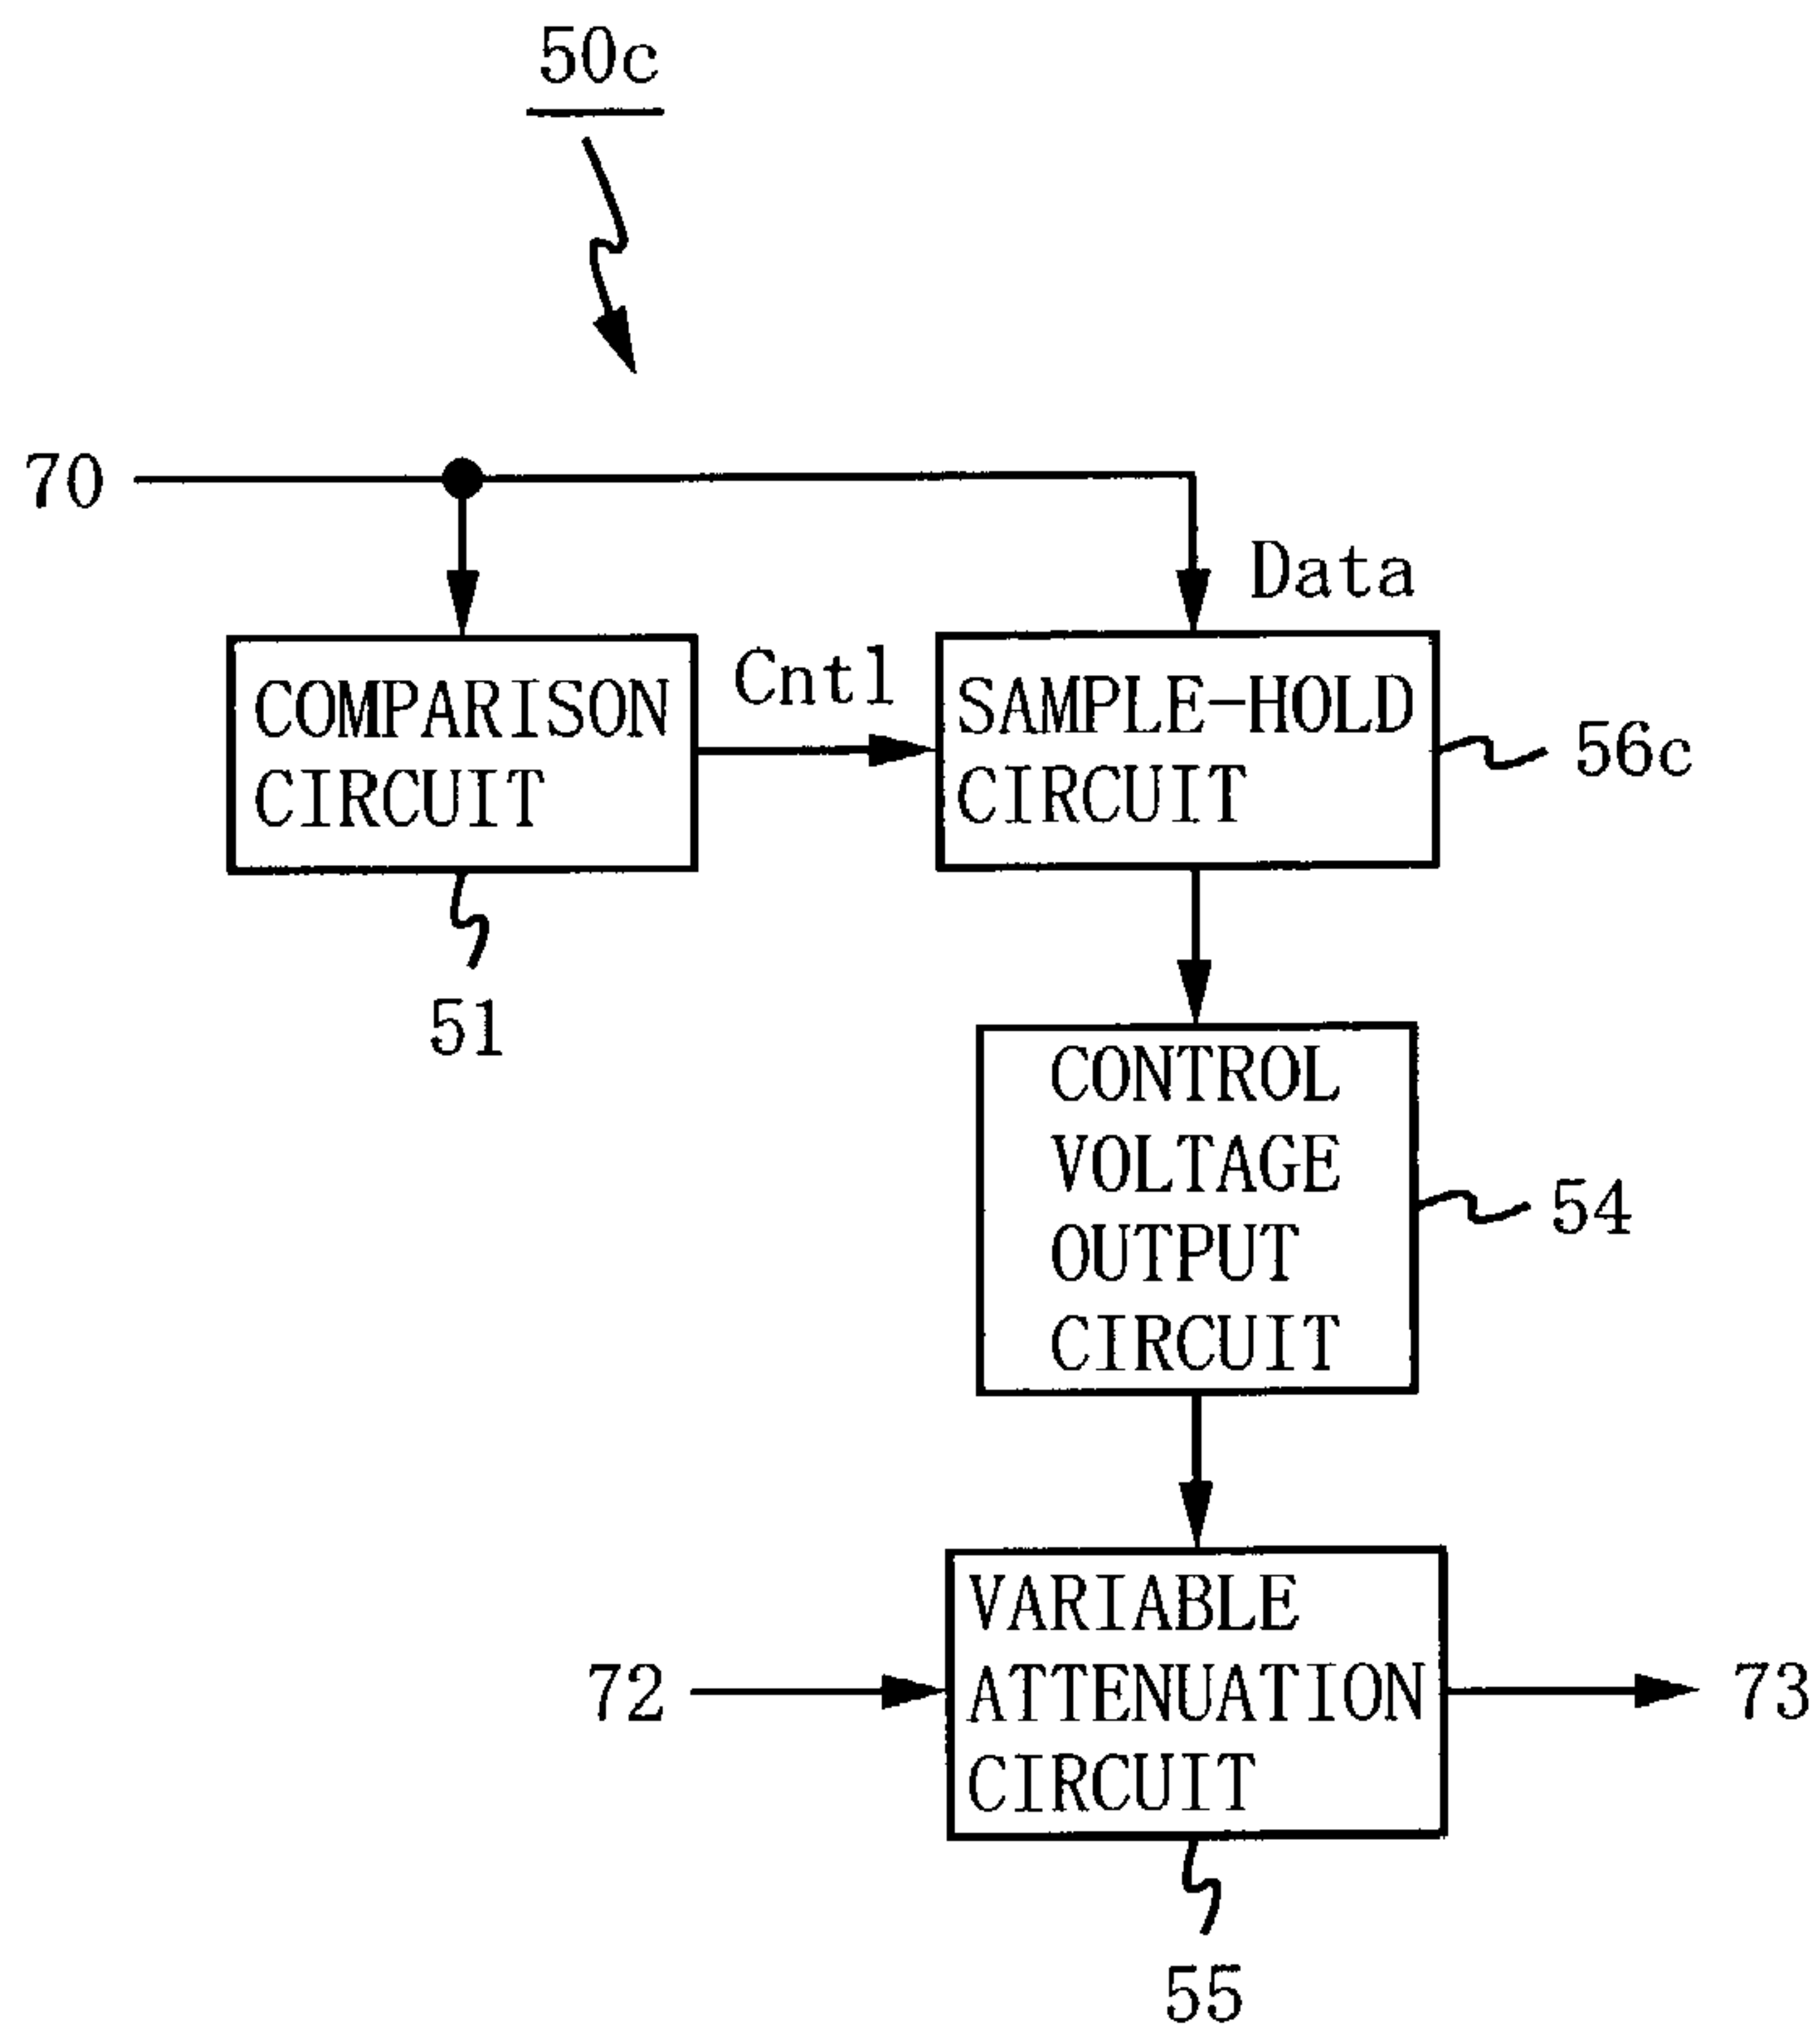 50c
70
Data
COMPARISON
CIRCUIT
Cntl
SAMPLE-HOLD
CIRCUIT
56c
51
CONTROL
VOLTAGE
OUTPUT
CIRCUIT
54
72
VARIABLE
ATTENUATION
CIRCUIT
73
55